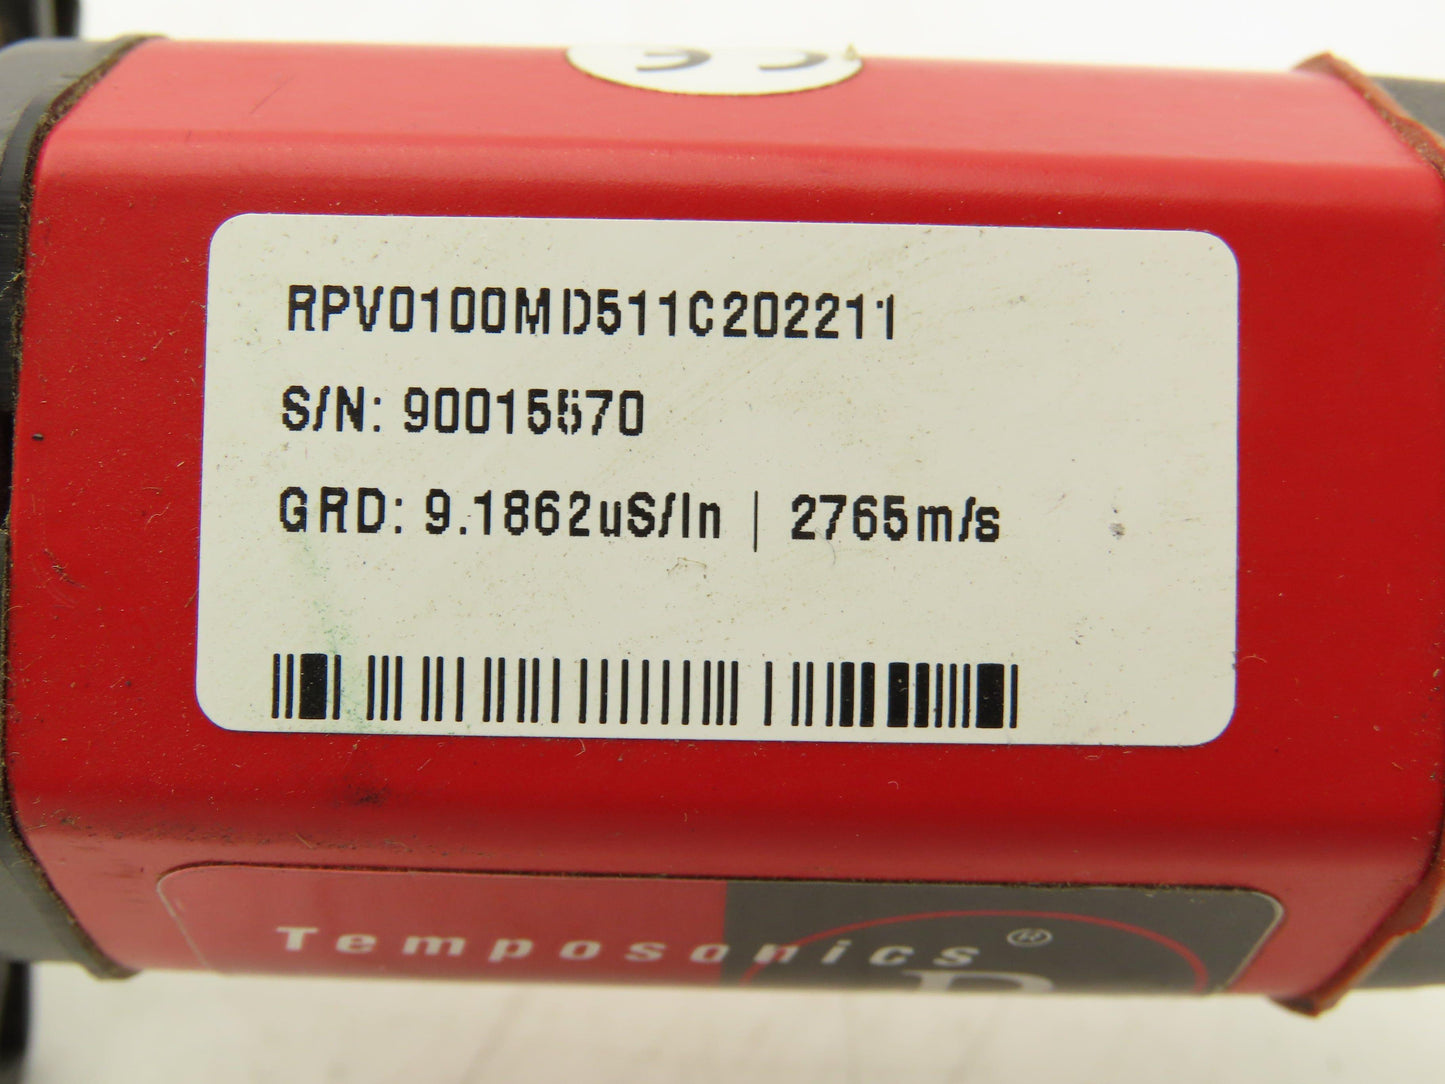 RPV0100MD511C202211
S/N: 90015570
GRD: 9.1862uS/In | 2765m/s
Temposonics®
R